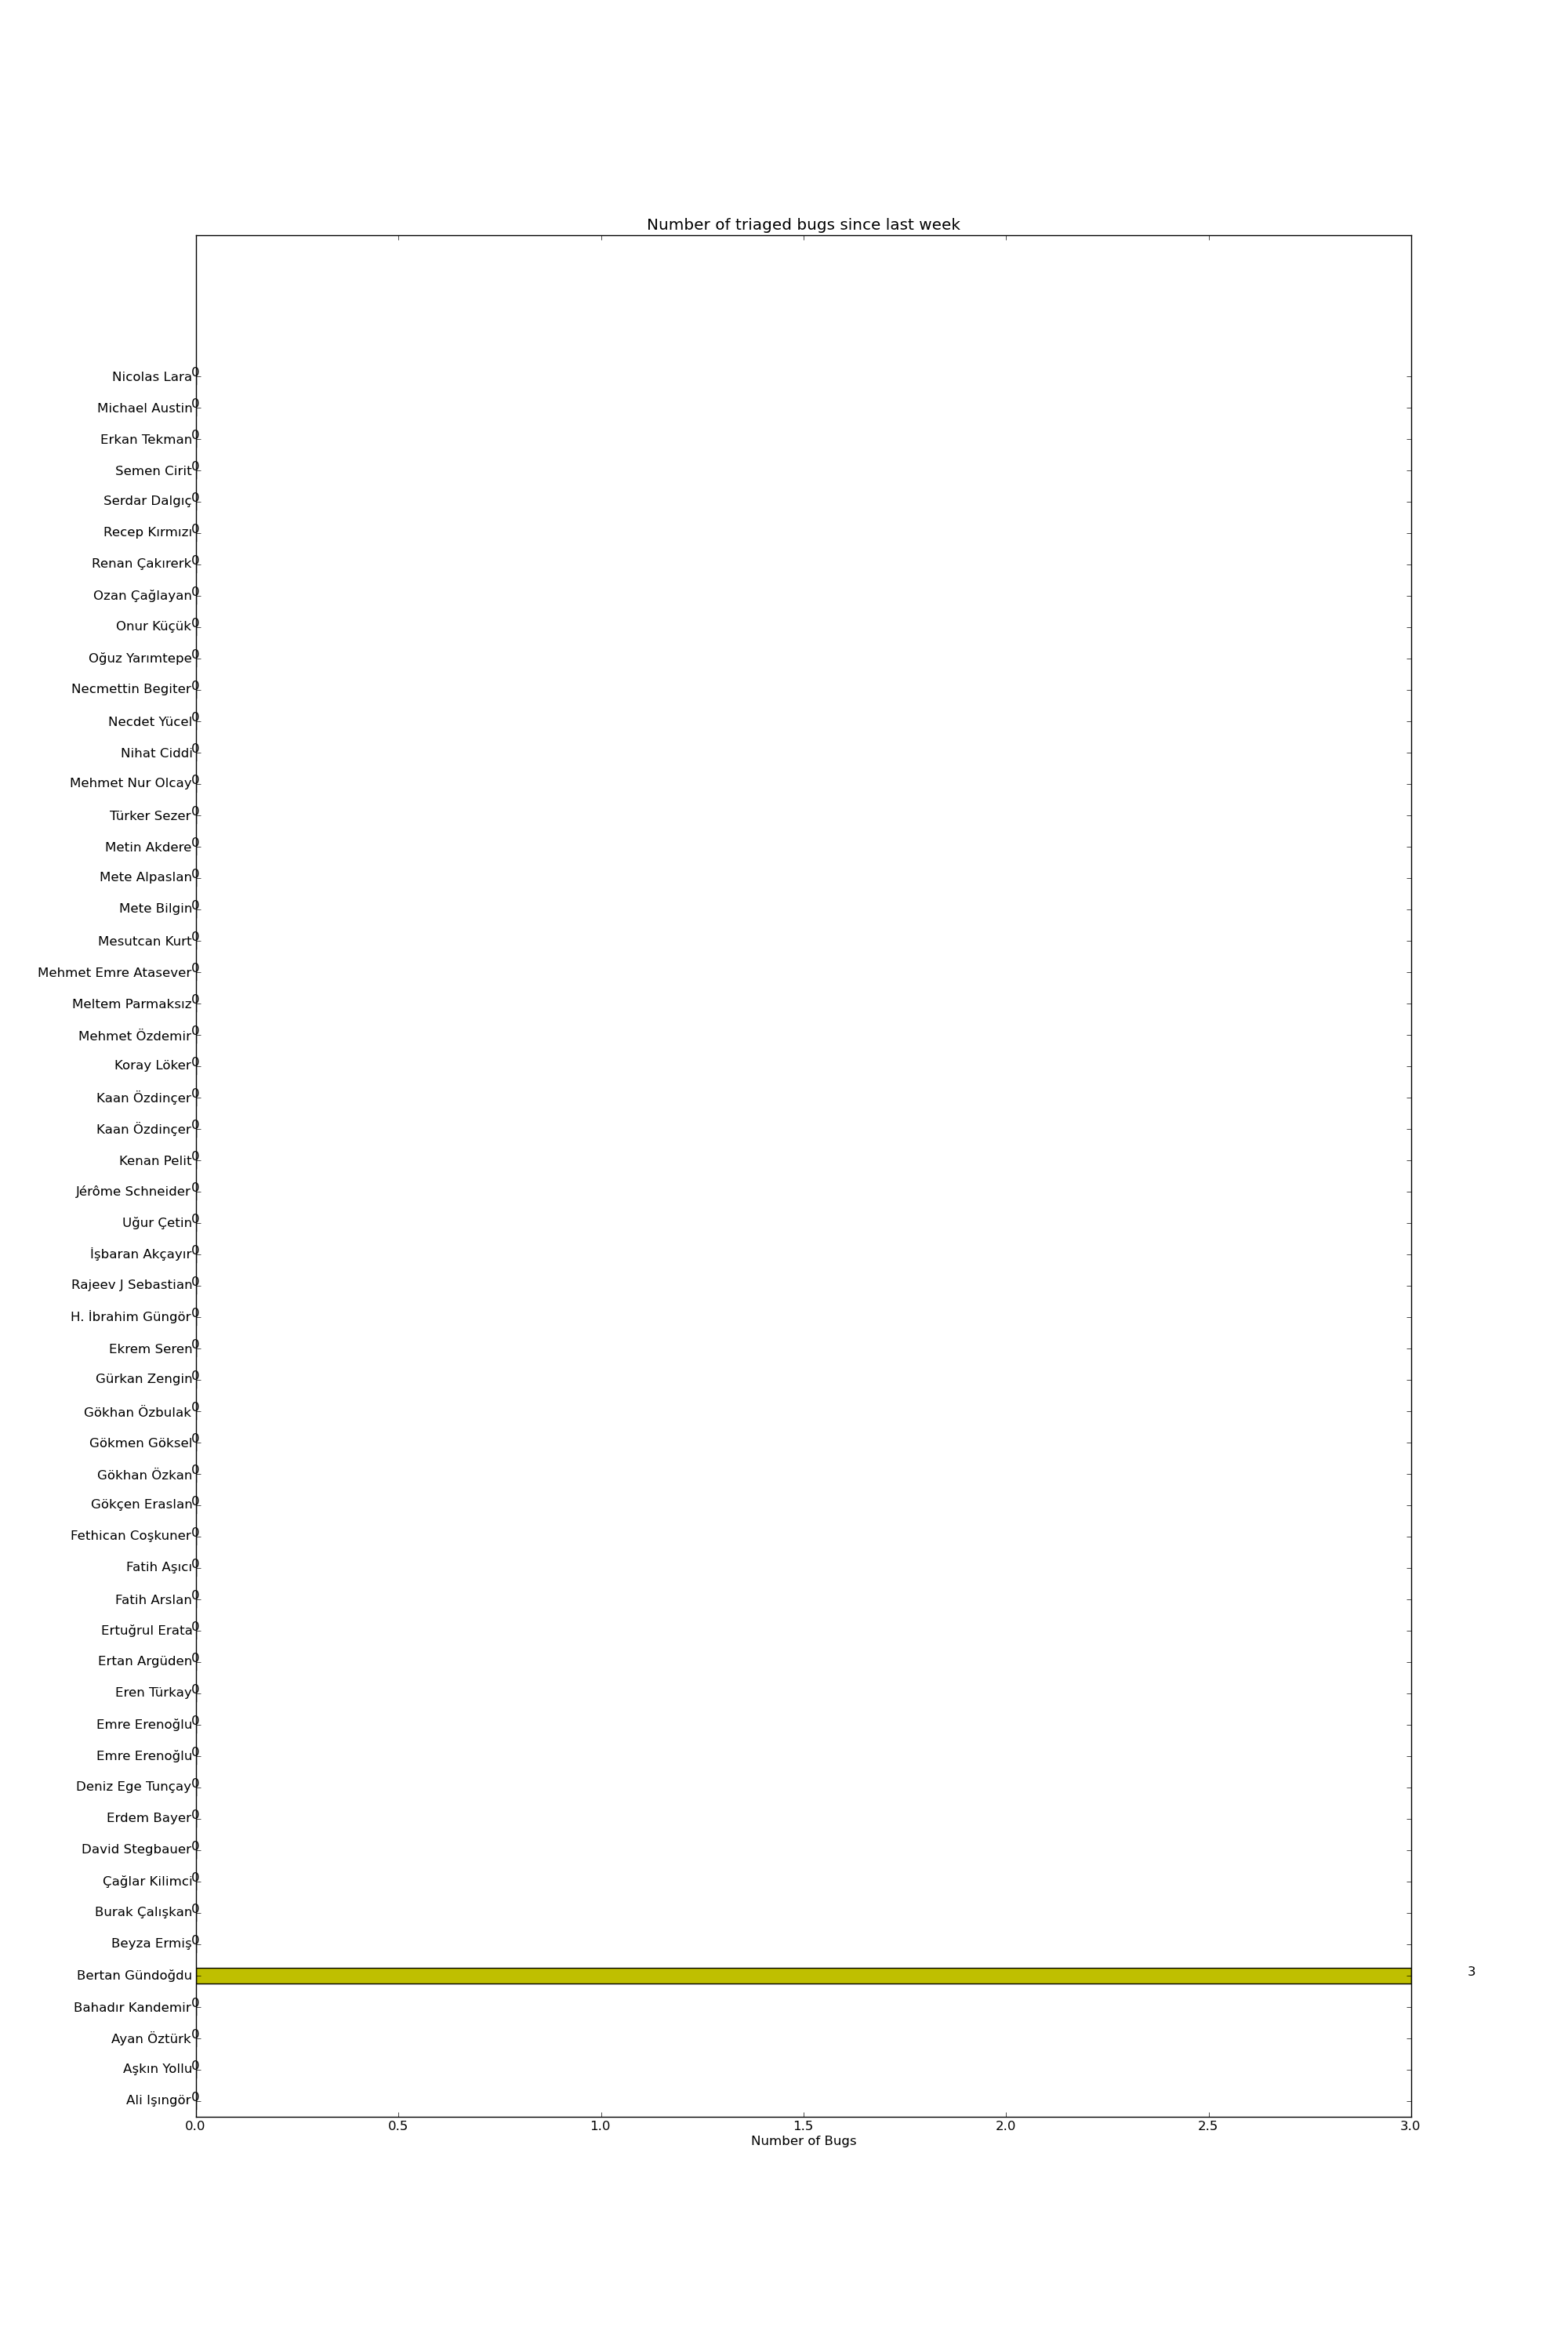 Number of triaged bugs since last week
Nicolas Lara 0
Michael Austin 0
Erkan Tekman 0
Semen Cirit 0
Serdar Dalgıç 0
Recep Kırmızı 0
Renan Çakırerk 0
Ozan Çağlayan 0
Onur Küçük 0
Oğuz Yarımtepe 0
Necmettin Begiter 0
Necdet Yücel 0
Nihat Ciddi 0
Mehmet Nur Olcay 0
Türker Sezer 0
Metin Akdere 0
Mete Alpaslan 0
Mete Bilgin 0
Mesutcan Kurt 0
Mehmet Emre Atasever 0
Meltem Parmaksız 0
Mehmet Özdemir 0
Koray Löker 0
Kaan Özdinçer 0
Kaan Özdinçer 0
Kenan Pelit 0
Jérôme Schneider 0
Uğur Çetin 0
İşbaran Akçayır 0
Rajeev J Sebastian 0
H. İbrahim Güngör 0
Ekrem Seren 0
Gürkan Zengin 0
Gökhan Özbulak 0
Gökmen Göksel 0
Gökhan Özkan 0
Gökçen Eraslan 0
Fethican Coşkuner 0
Fatih Aşıcı 0
Fatih Arslan 0
Ertuğrul Erata 0
Ertan Argüden 0
Eren Türkay 0
Emre Erenoğlu 0
Emre Erenoğlu 0
Deniz Ege Tunçay 0
Erdem Bayer 0
David Stegbauer 0
Çağlar Kilimci 0
Burak Çalışkan 0
Beyza Ermiş 0
Bertan Gündoğdu 3
Bahadır Kandemir 0
Ayan Öztürk 0
Aşkın Yollu 0
Ali Işıngör 0
0.0 0.5 1.0 1.5 2.0 2.5 3.0
Number of Bugs